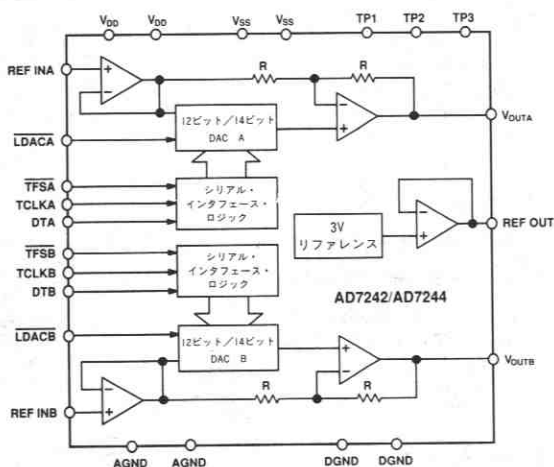 VDD VDD VSS VSS TP1 TP2 TP3
REF INA
R R
LDACA
12ビット/14ビット
DAC A
VOUTA
TFSA
TCLKA
DTA
シリアル・
インタフェース・
ロジック
3V
リファレンス
REF OUT
TFSB
TCLKB
DTB
シリアル・
インタフェース・
ロジック
AD7242/AD7244
LDACB
12ビット/14ビット
DAC B
VOUTB
R R
REF INB
AGND AGND DGND DGND